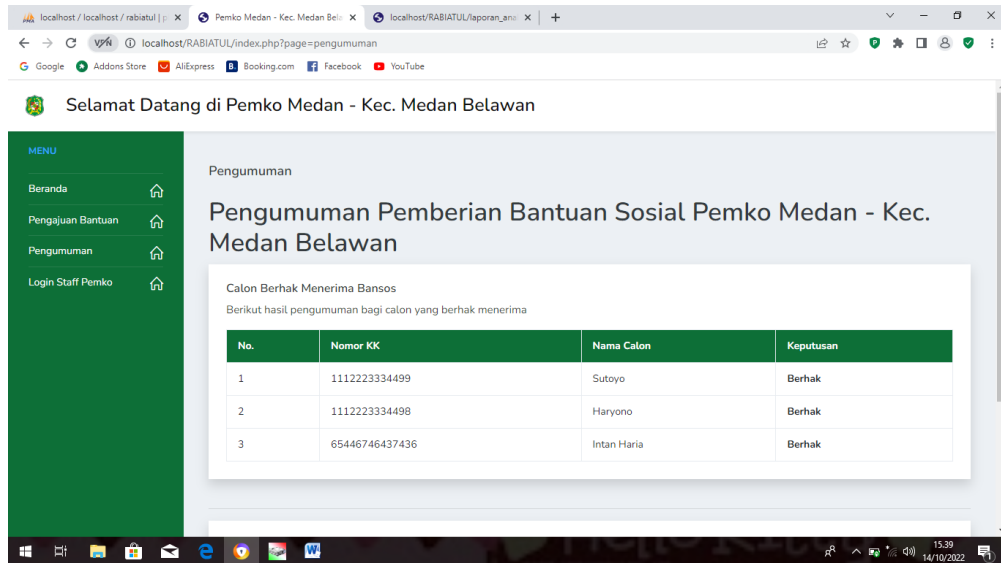 localhost / localhost / rabiatul | p
Pemko Medan - Kec. Medan Bela
localhost/RABIATUL/laporan_ana
VPN
localhost/RABIATUL/index.php?page=pengumuman
Google
Addons Store
AliExpress
B.
Booking.com
Facebook
YouTube
Selamat Datang di Pemko Medan - Kec. Medan Belawan
MENU
Beranda
Pengajuan Bantuan
Pengumuman
Login Staff Pemko
Pengumuman
Pengumuman Pemberian Bantuan Sosial Pemko Medan - Kec.
Medan Belawan
Calon Berhak Menerima Bansos
Berikut hasil pengumuman bagi calon yang berhak menerima
No. Nomor KK Nama Calon Keputusan
1 1112223334499 Sutoyo Berhak
2 1112223334498 Haryono Berhak
3 65446746437436 Intan Haria Berhak
15.39
14/10/2022